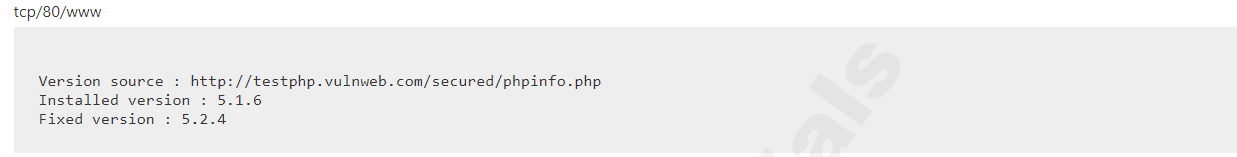 tcp/80/www
Version source : http://testphp.vulnweb.com/secured/phpinfo.php
Installed version : 5.1.6
Fixed version : 5.2.4